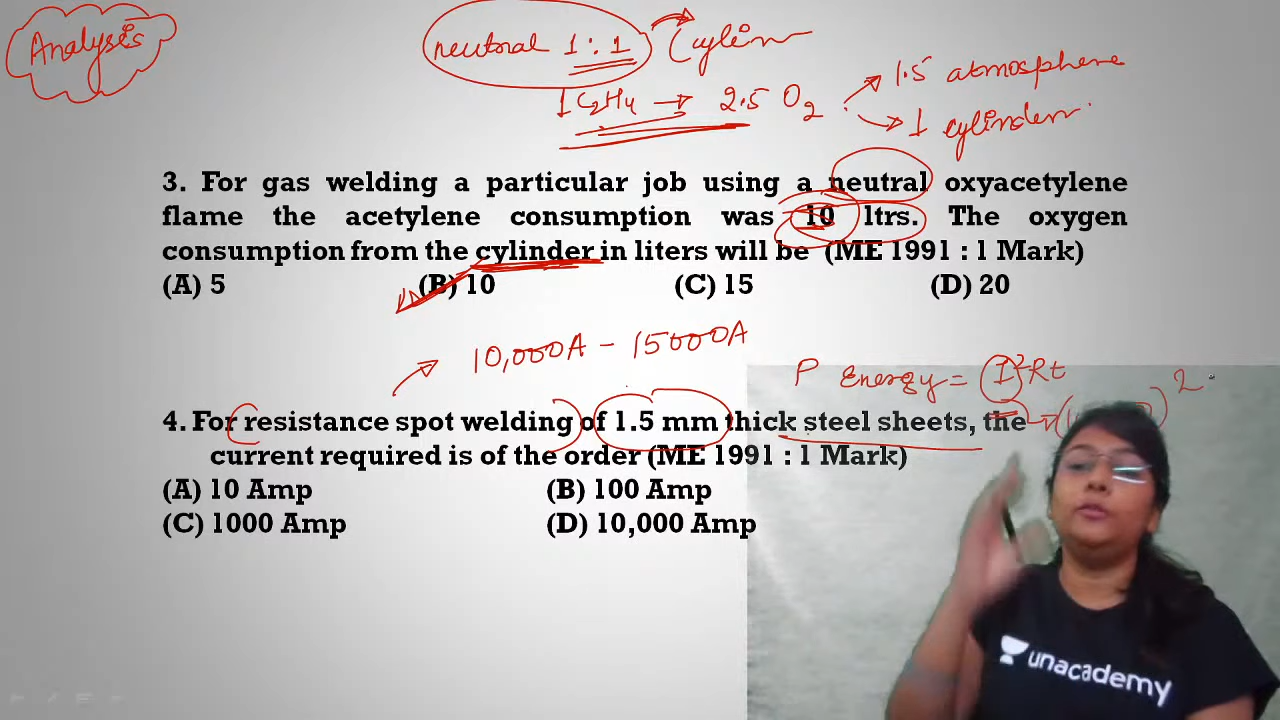 Analysis
neutral 1:1 Cylin
1 C2H4 → 2.5 O2
1.5 atmosphere
1 cylinder
3. For gas welding a particular job using a neutral oxyacetylene
flame the acetylene consumption was 10 ltrs. The oxygen
consumption from the cylinder in liters will be (ME 1991 : 1 Mark)
(A) 5 (B) 10 (C) 15 (D) 20
10,000A - 15000A
P Energy = I²Rt
4. For resistance spot welding of 1.5 mm thick steel sheets, the
current required is of the order (ME 1991 : 1 Mark)
(A) 10 Amp (B) 100 Amp
(C) 1000 Amp (D) 10,000 Amp
unacademy